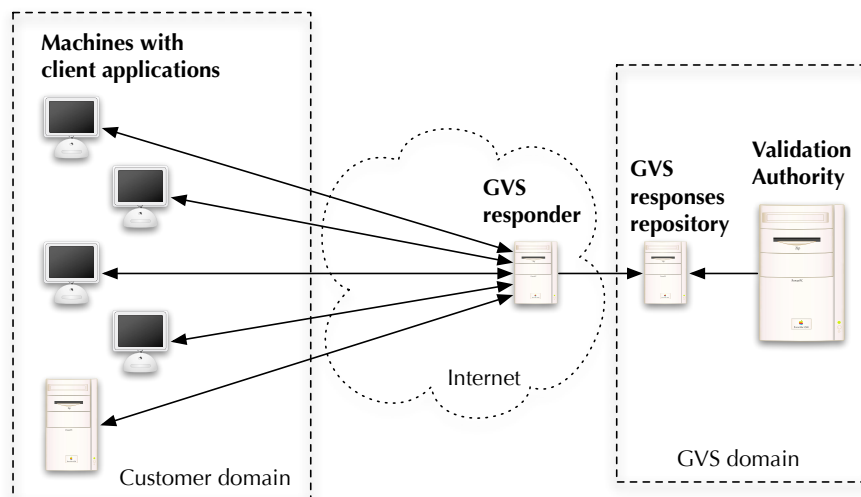 Machines with
client applications
GVS
responder
GVS
responses
repository
Validation
Authority
Internet
Customer domain
GVS domain